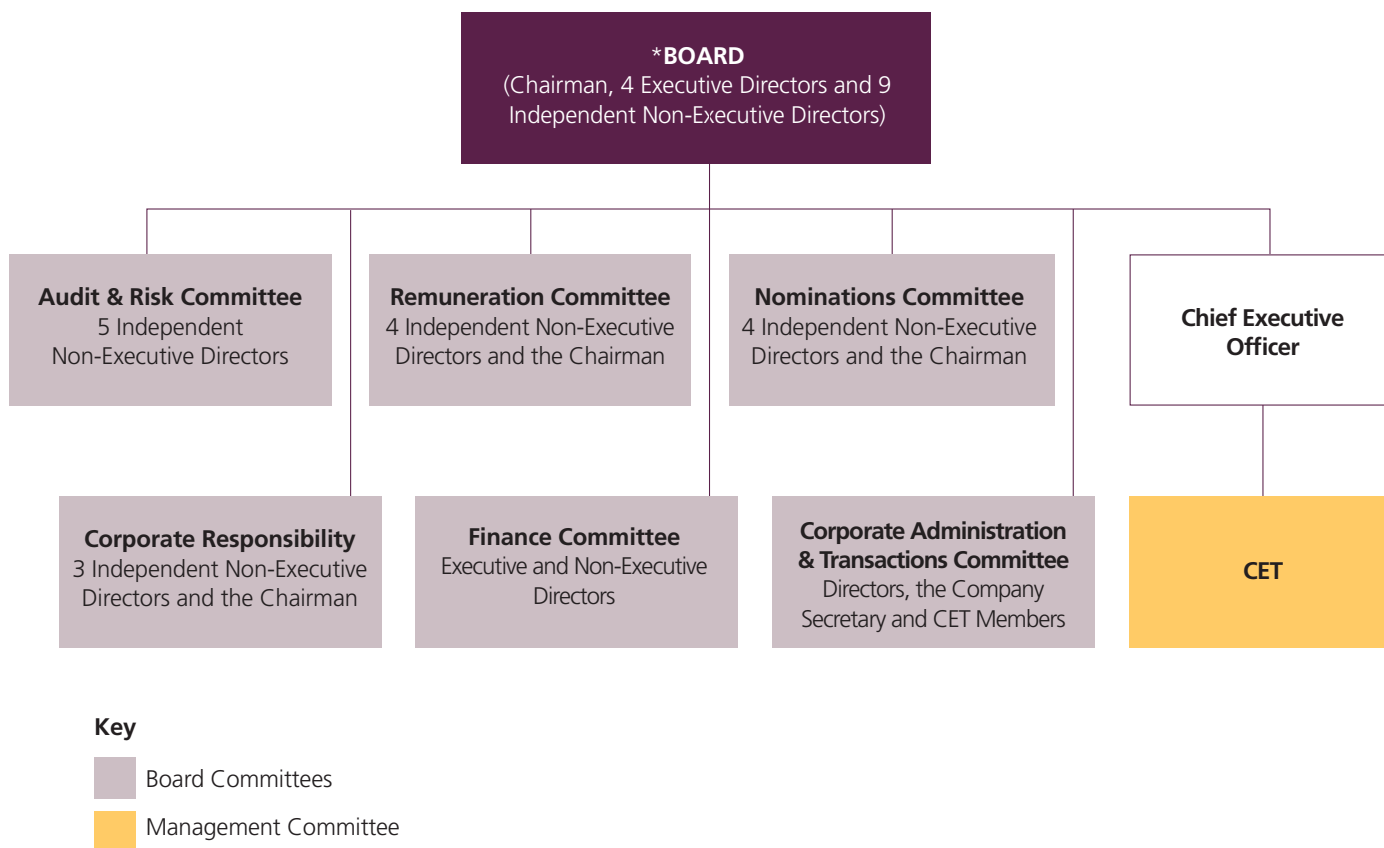 *BOARD
(Chairman, 4 Executive Directors and 9
Independent Non-Executive Directors)
Audit & Risk Committee
5 Independent
Non-Executive Directors
Remuneration Committee
4 Independent Non-Executive
Directors and the Chairman
Nominations Committee
4 Independent Non-Executive
Directors and the Chairman
Chief Executive
Officer
Corporate Responsibility
3 Independent Non-Executive
Directors and the Chairman
Finance Committee
Executive and Non-Executive
Directors
Corporate Administration
& Transactions Committee
Directors, the Company
Secretary and CET Members
CET
Key
Board Committees
Management Committee